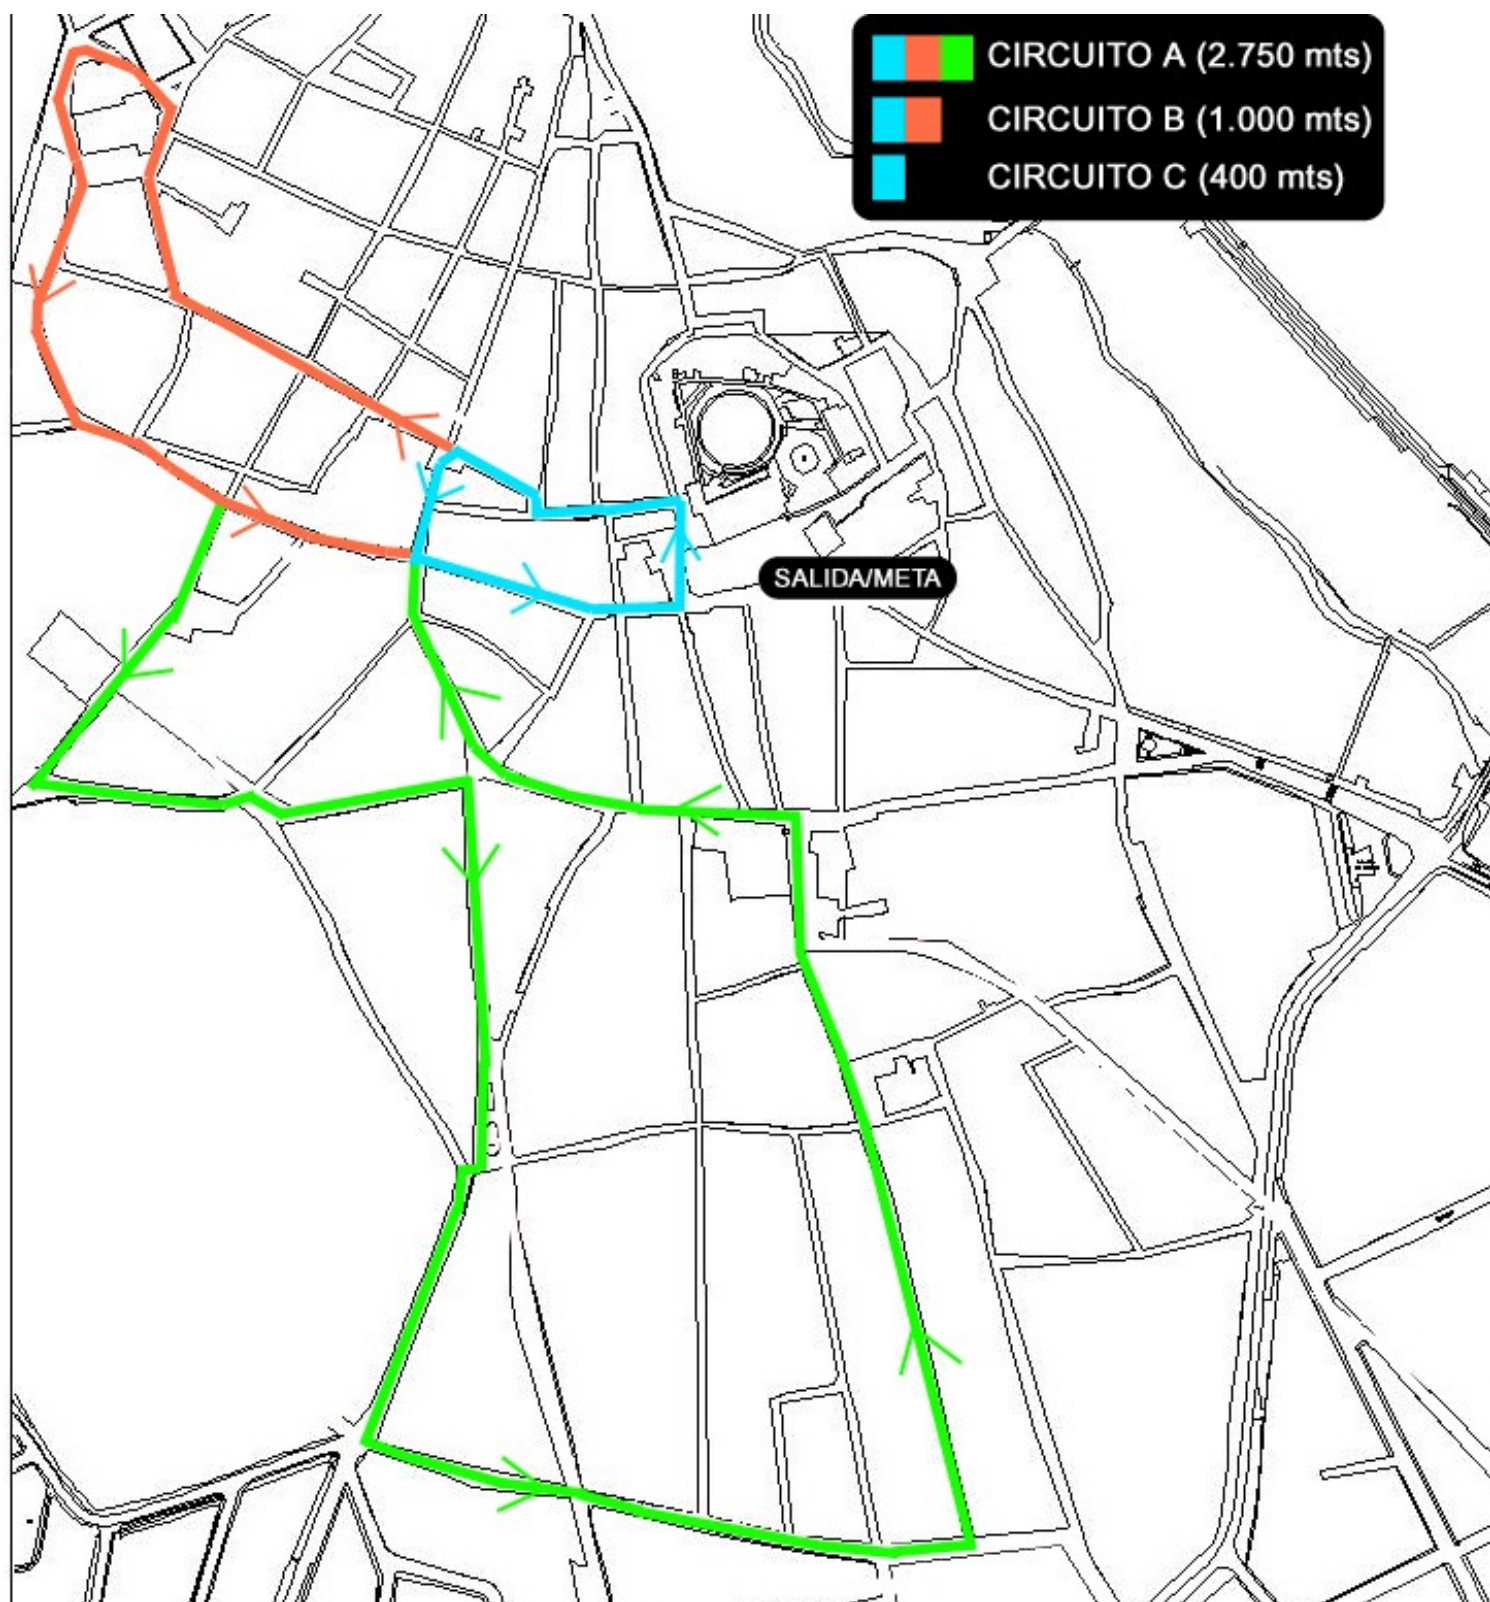 CIRCUITO A (2.750 mts)
CIRCUITO B (1.000 mts)
CIRCUITO C (400 mts)
SALIDA/META